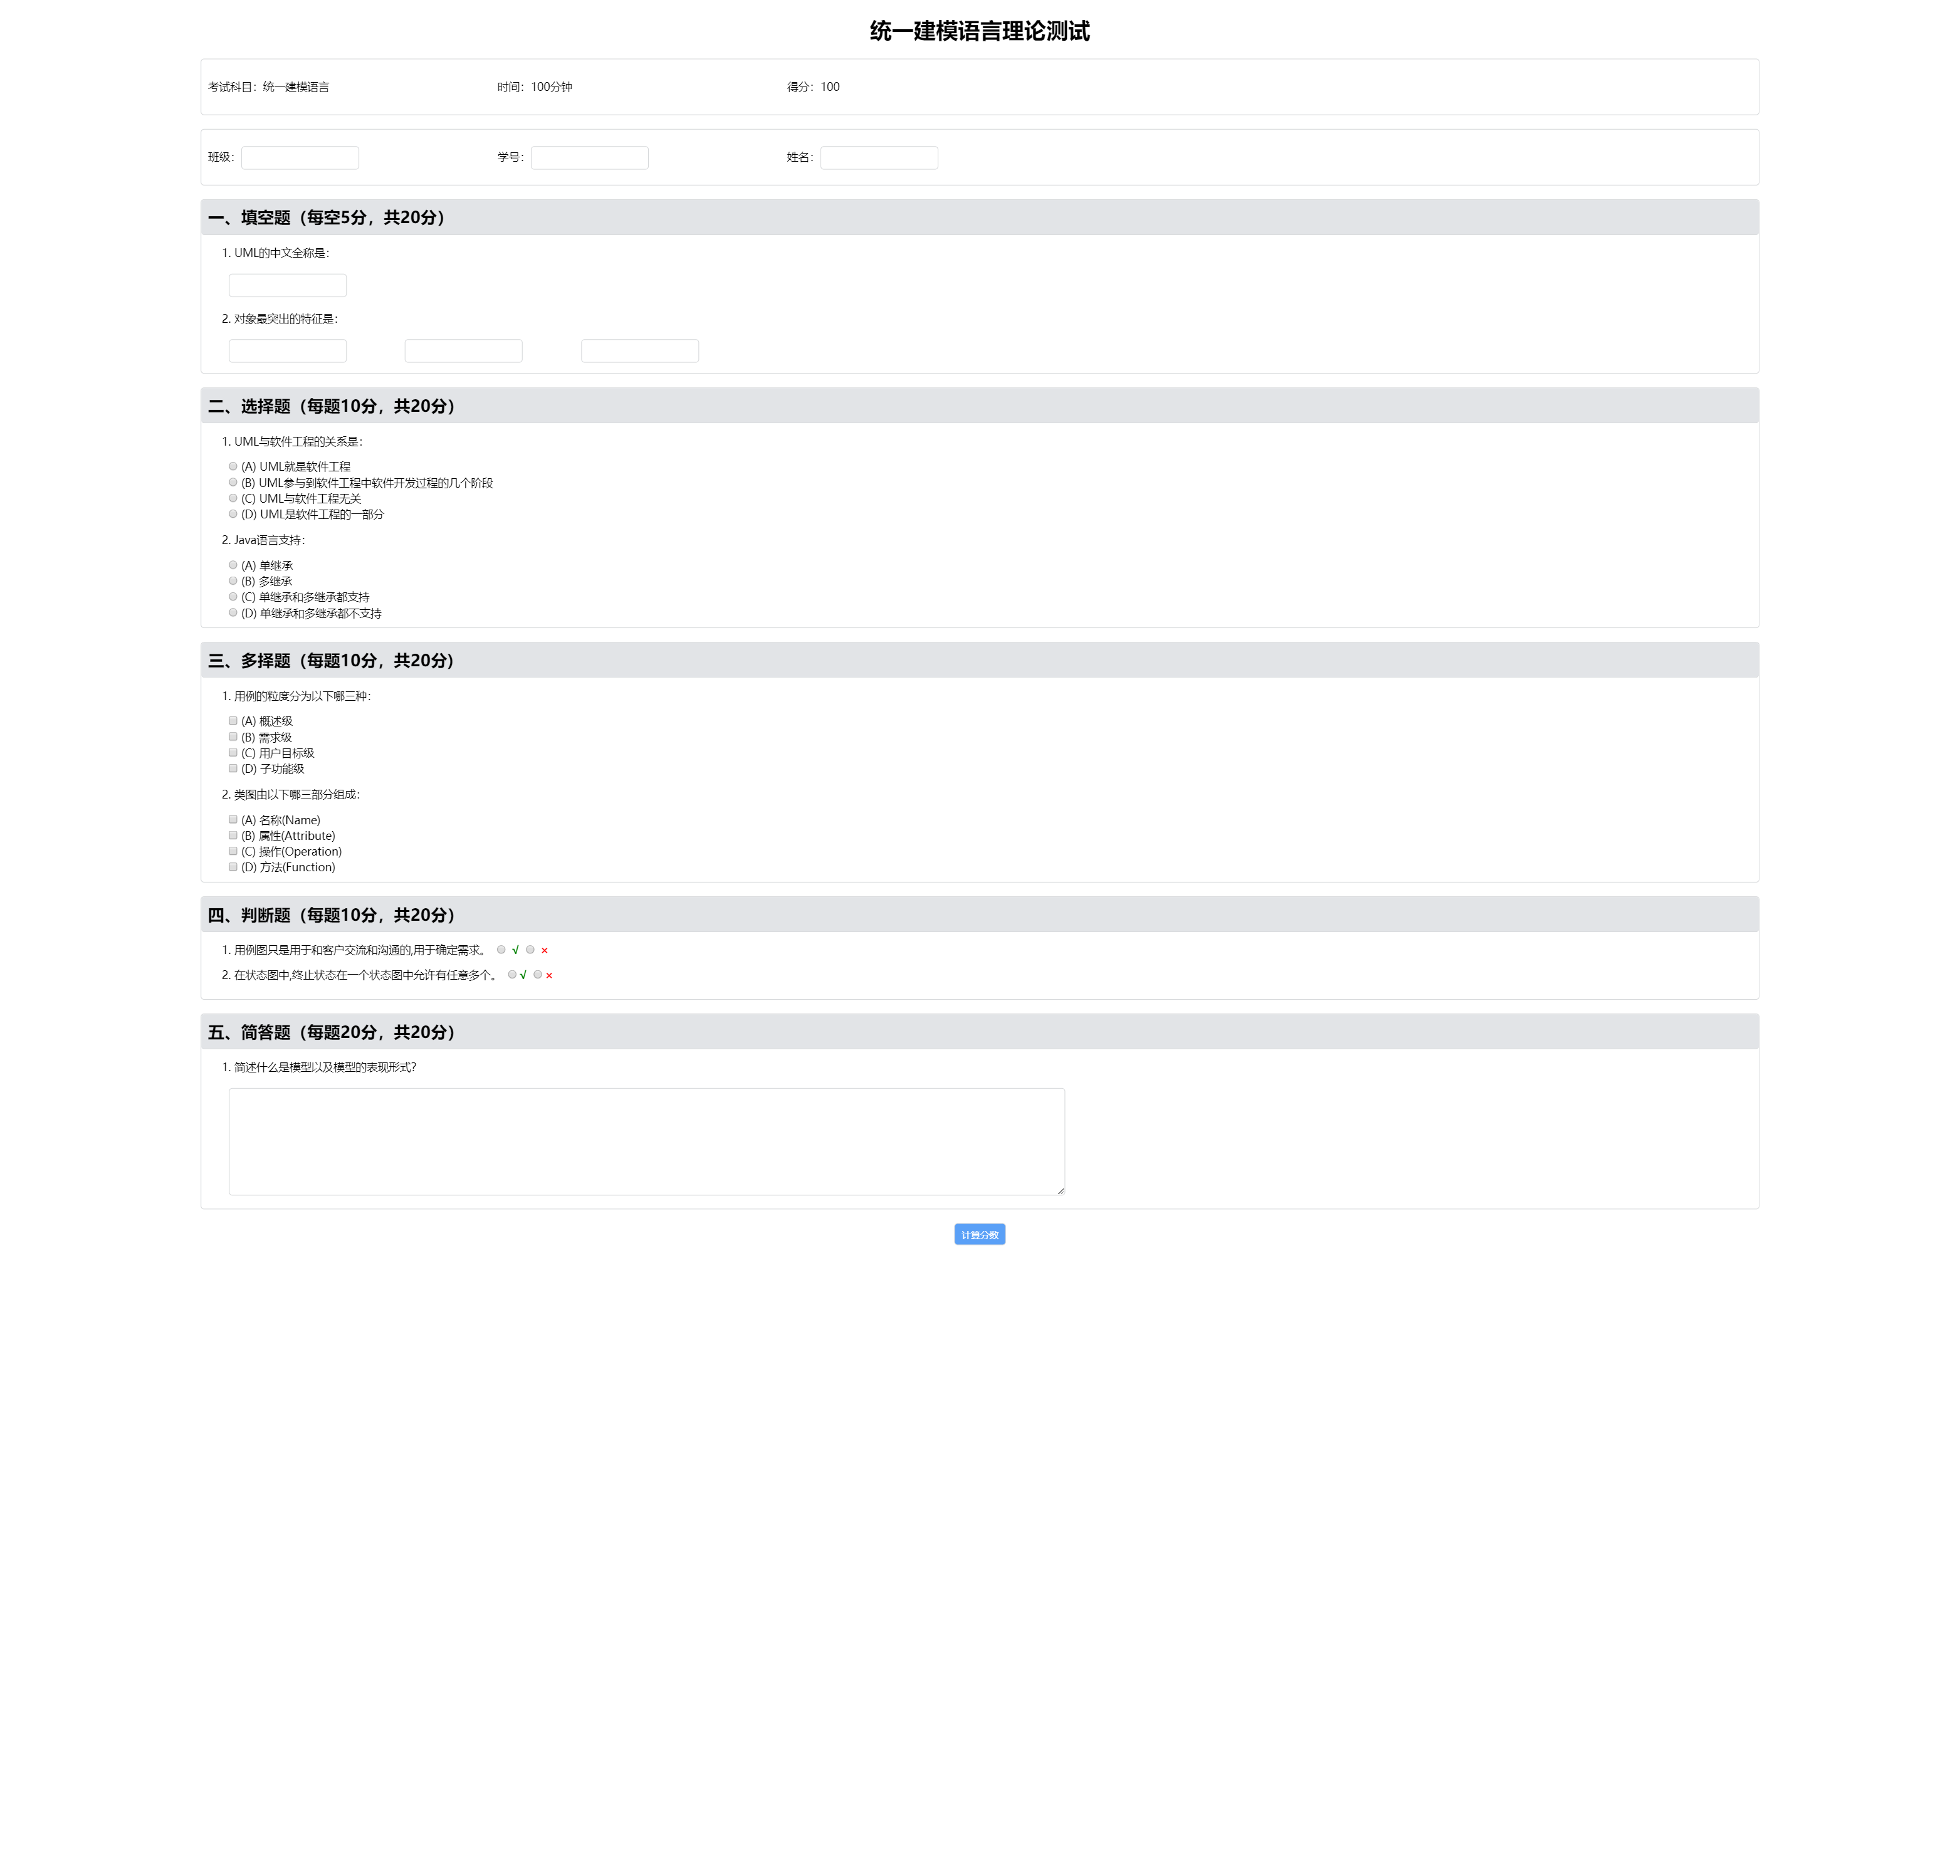 统一建模语言理论测试
考试科目：统一建模语言 时间：100分钟 得分：100
班级： 学号： 姓名：
一、填空题（每空5分，共20分）
1. UML的中文全称是：
2. 对象最突出的特征是：
二、选择题（每题10分，共20分）
1. UML与软件工程的关系是：
(A) UML就是软件工程
(B) UML参与到软件工程中软件开发过程的几个阶段
(C) UML与软件工程无关
(D) UML是软件工程的一部分
2. Java语言支持：
(A) 单继承
(B) 多继承
(C) 单继承和多继承都支持
(D) 单继承和多继承都不支持
三、多择题（每题10分，共20分）
1. 用例的粒度分为以下哪三种：
(A) 概述级
(B) 需求级
(C) 用户目标级
(D) 子功能级
2. 类图由以下哪三部分组成：
(A) 名称(Name)
(B) 属性(Attribute)
(C) 操作(Operation)
(D) 方法(Function)
四、判断题（每题10分，共20分）
1. 用例图只是用于和客户交流和沟通的,用于确定需求。 √ ×
2. 在状态图中,终止状态在一个状态图中允许有任意多个。 √ ×
五、简答题（每题20分，共20分）
1. 简述什么是模型以及模型的表现形式?
计算分数